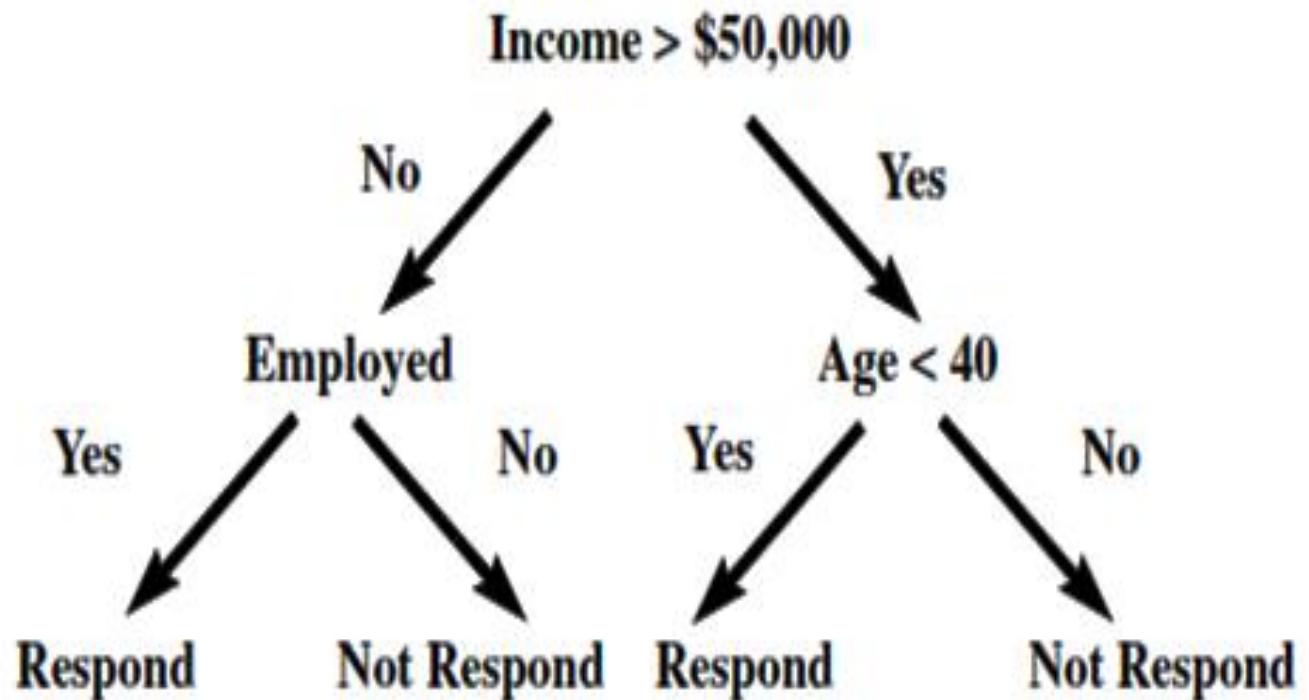 Income > $50,000
No
Yes
Employed
Age < 40
Yes
No
Yes
No
Respond
Not Respond
Respond
Not Respond